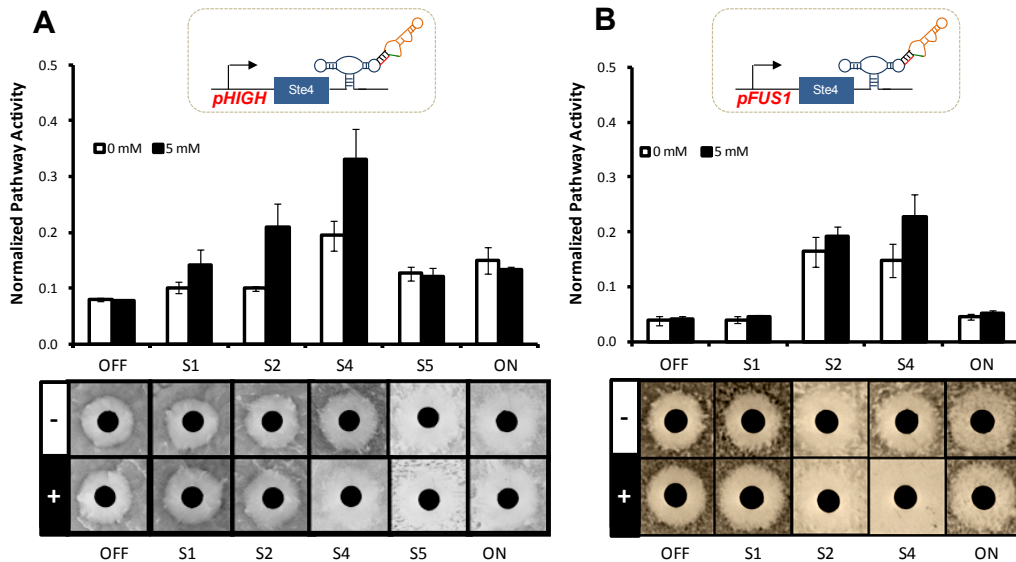 A
pHIGH
Ste4
Normalized Pathway Activity
0.5
0.4
0.3
0.2
0.1
0.0
0 mM
5 mM
OFF S1 S2 S4 S5 ON
-
+
OFF S1 S2 S4 S5 ON
B
pFUS1
Ste4
Normalized Pathway Activity
0.5
0.4
0.3
0.2
0.1
0.0
0 mM
5 mM
OFF S1 S2 S4 ON
-
+
OFF S1 S2 S4 ON